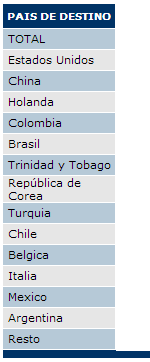 PAIS DE DESTINO
TOTAL
Estados Unidos
China
Holanda
Colombia
Brasil
Trinidad y Tobago
República de
Corea
Turquia
Chile
Belgica
Italia
Mexico
Argentina
Resto